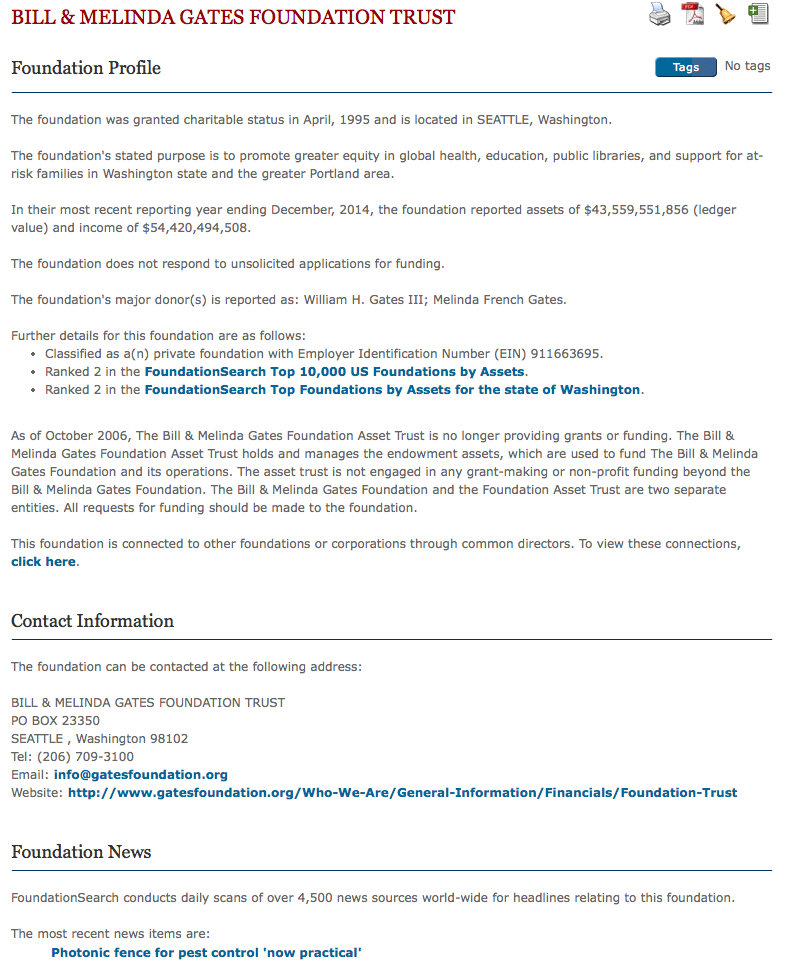 BILL & MELINDA GATES FOUNDATION TRUST
PDF
Foundation Profile
Tags No tags
The foundation was granted charitable status in April, 1995 and is located in SEATTLE, Washington.
The foundation's stated purpose is to promote greater equity in global health, education, public libraries, and support for at-
risk families in Washington state and the greater Portland area.
In their most recent reporting year ending December, 2014, the foundation reported assets of $43,559,551,856 (ledger
value) and income of $54,420,494,508.
The foundation does not respond to unsolicited applications for funding.
The foundation's major donor(s) is reported as: William H. Gates III; Melinda French Gates.
Further details for this foundation are as follows:
• Classified as a(n) private foundation with Employer Identification Number (EIN) 911663695.
• Ranked 2 in the FoundationSearch Top 10,000 US Foundations by Assets.
• Ranked 2 in the FoundationSearch Top Foundations by Assets for the state of Washington.
As of October 2006, The Bill & Melinda Gates Foundation Asset Trust is no longer providing grants or funding. The Bill &
Melinda Gates Foundation Asset Trust holds and manages the endowment assets, which are used to fund The Bill & Melinda
Gates Foundation and its operations. The asset trust is not engaged in any grant-making or non-profit funding beyond the
Bill & Melinda Gates Foundation. The Bill & Melinda Gates Foundation and the Foundation Asset Trust are two separate
entities. All requests for funding should be made to the foundation.
This foundation is connected to other foundations or corporations through common directors. To view these connections,
click here.
Contact Information
The foundation can be contacted at the following address:
BILL & MELINDA GATES FOUNDATION TRUST
PO BOX 23350
SEATTLE , Washington 98102
Tel: (206) 709-3100
Email: info@gatesfoundation.org
Website: http://www.gatesfoundation.org/Who-We-Are/General-Information/Financials/Foundation-Trust
Foundation News
FoundationSearch conducts daily scans of over 4,500 news sources world-wide for headlines relating to this foundation.
The most recent news items are:
Photonic fence for pest control 'now practical'